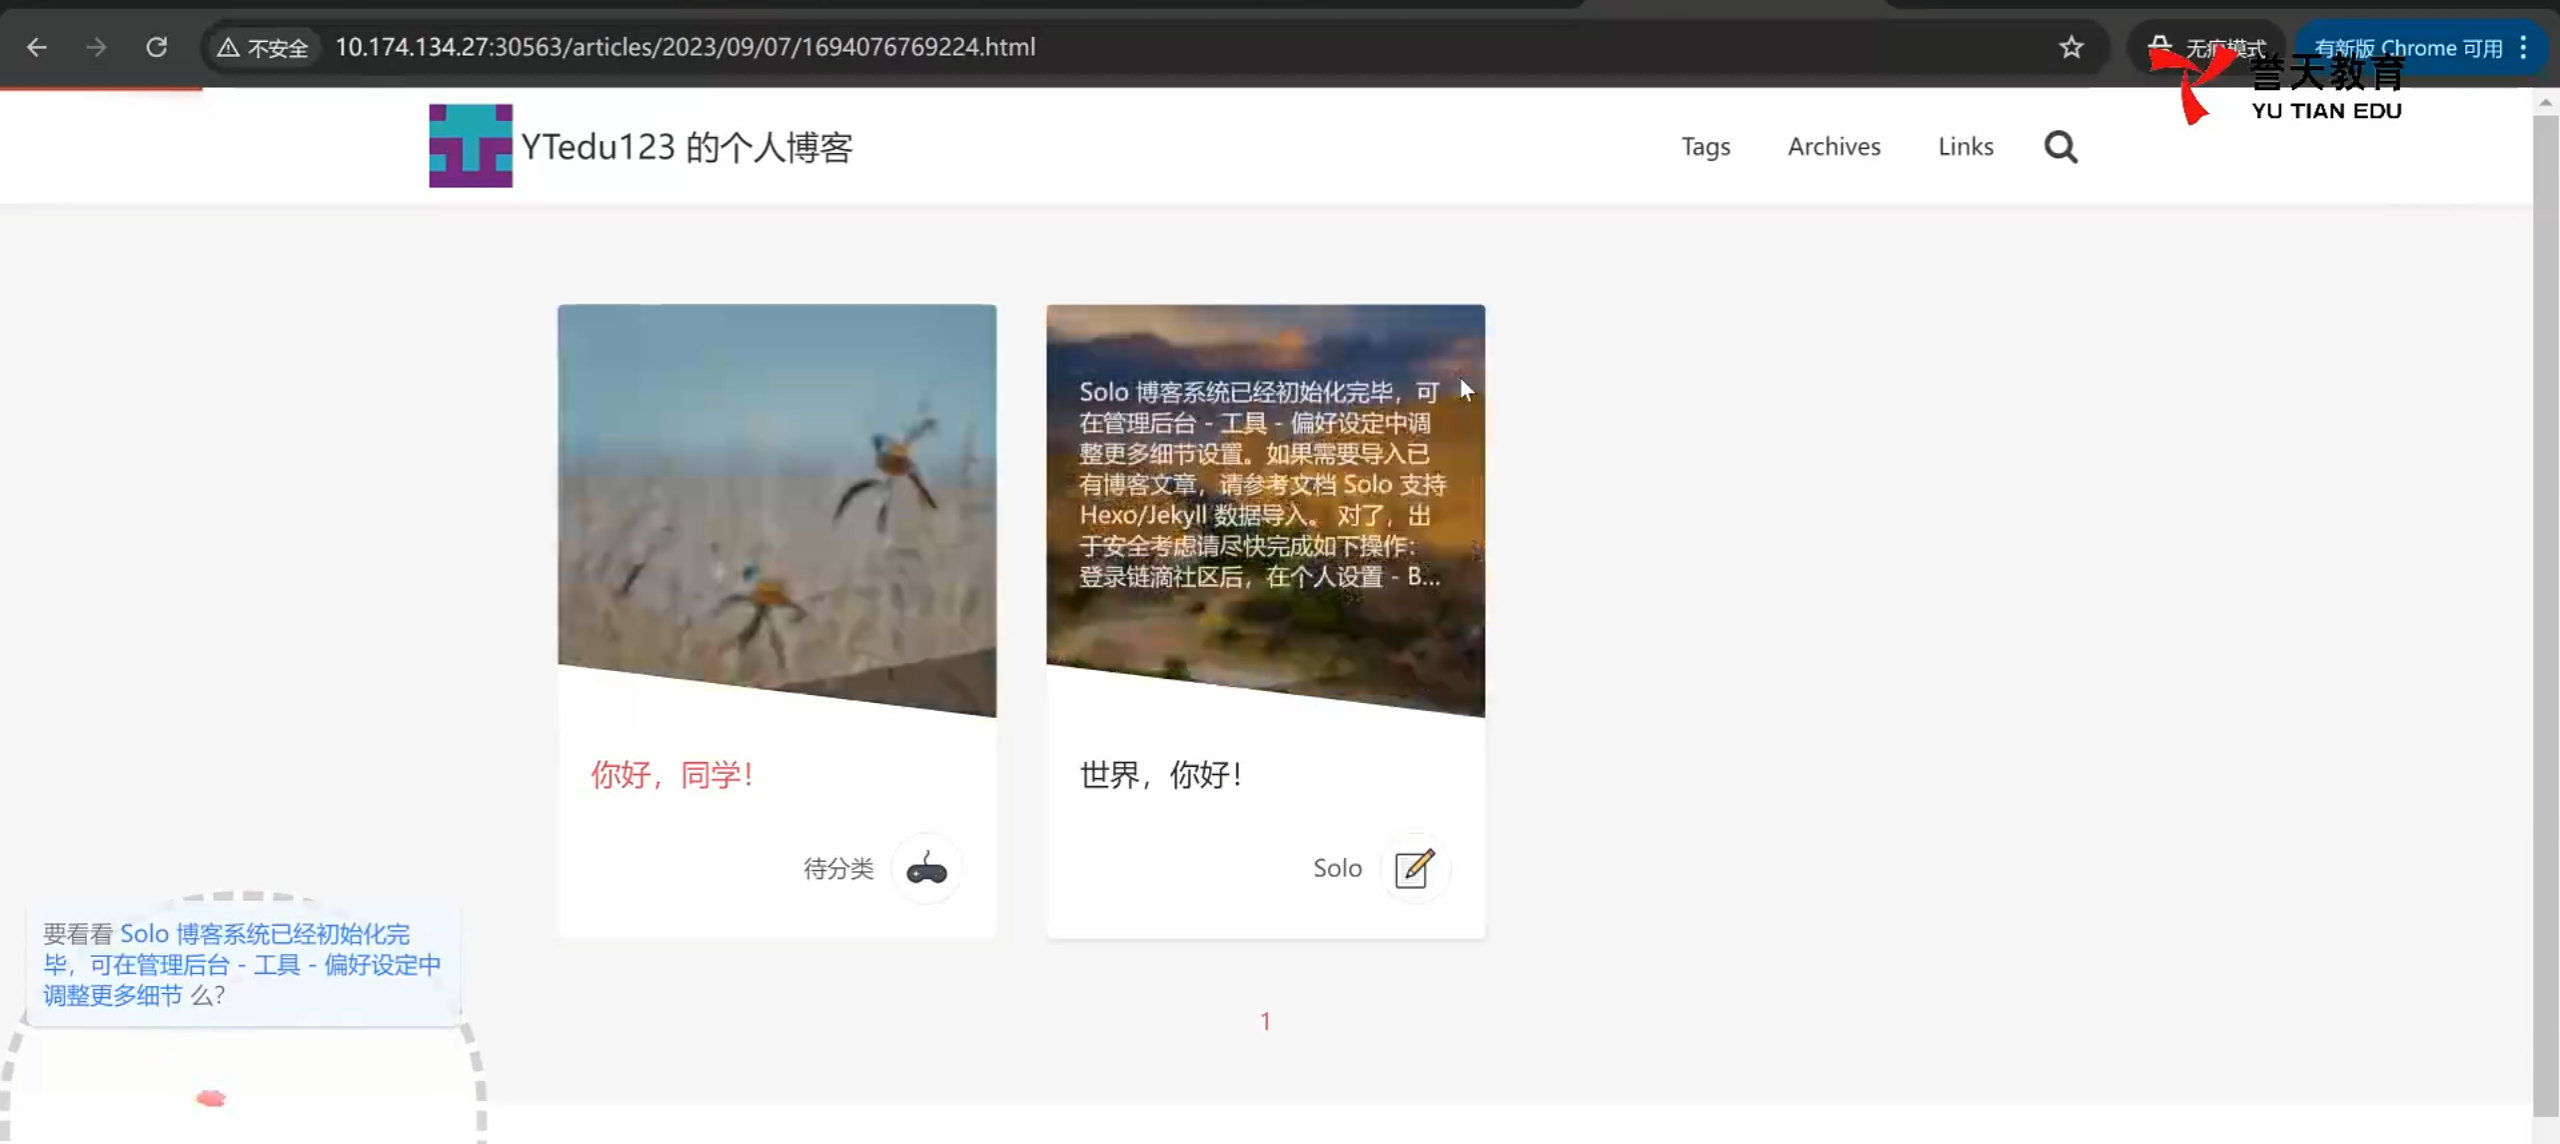 不安全
10.174.134.27:30563/articles/2023/09/07/1694076769224.html
无痕模式
有新版 Chrome 可用
誉天教育
YU TIAN EDU
YTedu123 的个人博客
Tags
Archives
Links
Solo 博客系统已经初始化完毕，可
在管理后台 - 工具 - 偏好设定中调
整更多细节设置。如果需要导入已
有博客文章，请参考文档 Solo 支持
Hexo/Jekyll 数据导入。 对了，出
于安全考虑请尽快完成如下操作：
登录链滴社区后，在个人设置 - B...
你好，同学！
世界，你好！
待分类
Solo
要看看 Solo 博客系统已经初始化完
毕，可在管理后台 - 工具 - 偏好设定中
调整更多细节 么？
1